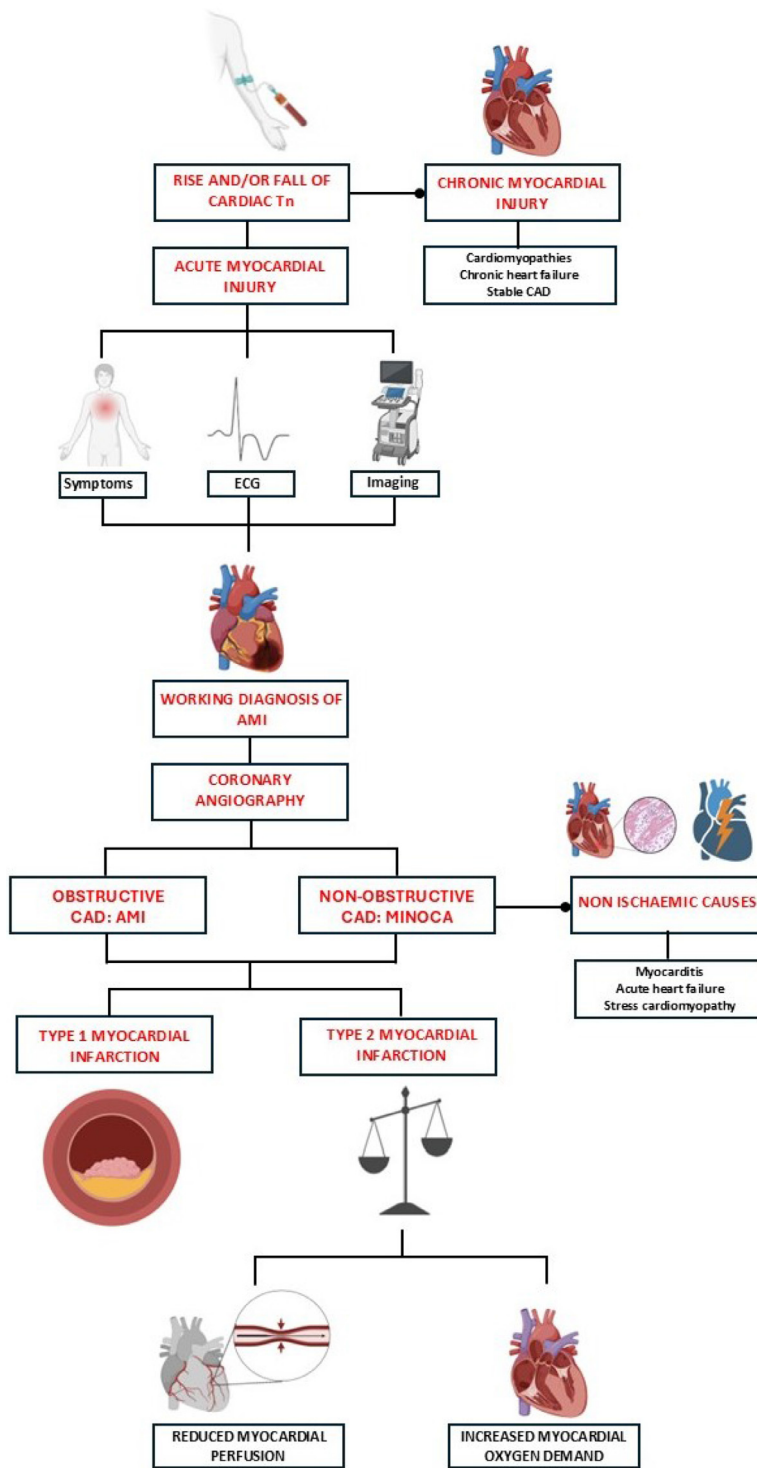 RISE AND/OR FALL OF
CARDIAC Tn
CHRONIC MYOCARDIAL
INJURY
Cardiomyopathies
Chronic heart failure
Stable CAD
ACUTE MYOCARDIAL
INJURY
Symptoms
ECG
Imaging
WORKING DIAGNOSIS OF
AMI
CORONARY
ANGIOGRAPHY
OBSTRUCTIVE
CAD: AMI
NON-OBSTRUCTIVE
CAD: MINOCA
NON ISCHAEMIC CAUSES
Myocarditis
Acute heart failure
Stress cardiomyopathy
TYPE 1 MYOCARDIAL
INFARCTION
TYPE 2 MYOCARDIAL
INFARCTION
REDUCED MYOCARDIAL
PERFUSION
INCREASED MYOCARDIAL
OXYGEN DEMAND